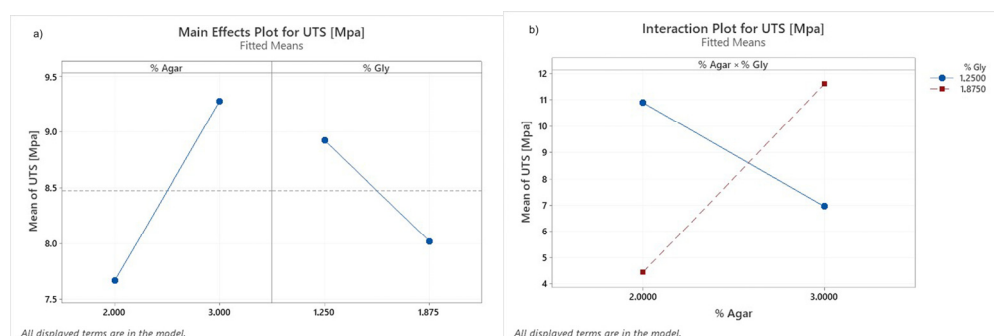 a)
Main Effects Plot for UTS [Mpa]
Fitted Means
% Agar
% Gly
Mean of UTS [Mpa]
9.5
9.0
8.5
8.0
7.5
2.000
3.000
1.250
1.875
All displayed terms are in the model.
b)
Interaction Plot for UTS [Mpa]
Fitted Means
% Agar × % Gly
Mean of UTS [Mpa]
12
11
10
9
8
7
6
5
4
2.0000
3.0000
% Agar
% Gly
1.2500
1.8750
All displayed terms are in the model.